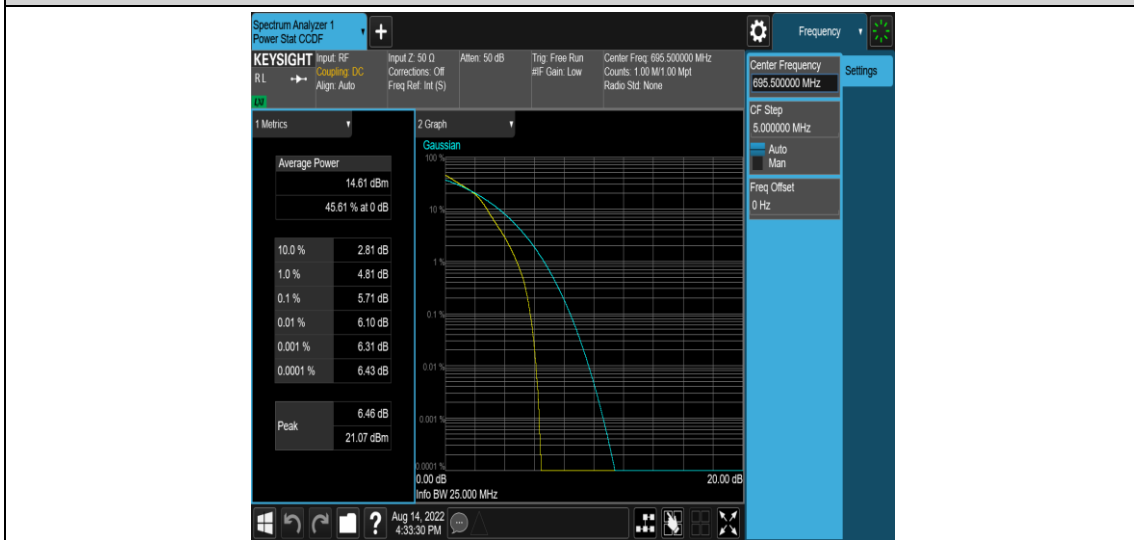 Spectrum Analyzer 1
Power Stat CCDF
+
Frequency
KEYSIGHT
RL
LXI
Input: RF
Coupling: DC
Align: Auto
Input Z: 50 Ω
Corrections: Off
Freq Ref: Int (S)
Atten: 50 dB
Trig: Free Run
#IF Gain: Low
Center Freq: 695.500000 MHz
Counts: 1.00 M/1.00 Mpt
Radio Std: None
Center Frequency
695.500000 MHz
Settings
CF Step
5.000000 MHz
Auto
Man
Freq Offset
0 Hz
1 Metrics
Average Power
14.61 dBm
45.61 % at 0 dB
10.0 % 2.81 dB
1.0 % 4.81 dB
0.1 % 5.71 dB
0.01 % 6.10 dB
0.001 % 6.31 dB
0.0001 % 6.43 dB
Peak 6.46 dB
21.07 dBm
2 Graph
Gaussian
100 %
10 %
1 %
0.1 %
0.01 %
0.001 %
0.0001 %
0.00 dB 20.00 dB
Info BW 25.000 MHz
?
Aug 14, 2022
4:33:30 PM